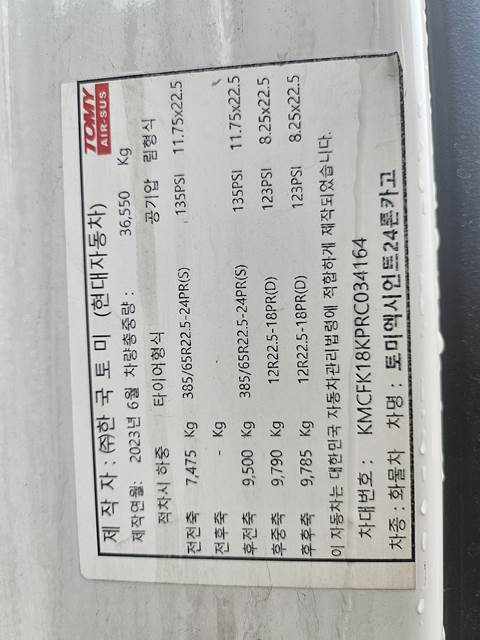 제 작 자 : ㈜한 국 토 미 (현대자동차)
TOMY
AIR-SUS
제작연월: 2023년 6월 차량총중량 : 36,550 Kg
적차시 하중 타이어형식 공기압 림형식
전전축 7,475 Kg 385/65R22.5-24PR(S) 135PSI 11.75x22.5
전후축 - Kg
후전축 9,500 Kg 385/65R22.5-24PR(S) 135PSI 11.75x22.5
후중축 9,790 Kg 12R22.5-18PR(D) 123PSI 8.25x22.5
후후축 9,785 Kg 12R22.5-18PR(D) 123PSI 8.25x22.5
이 자동차는 대한민국 자동차관리법령에 적합하게 제작되었습니다.
차대번호 : KMCFK18KPRC034164
차종 : 화물차 차명 : 토미엑시언트24톤카고